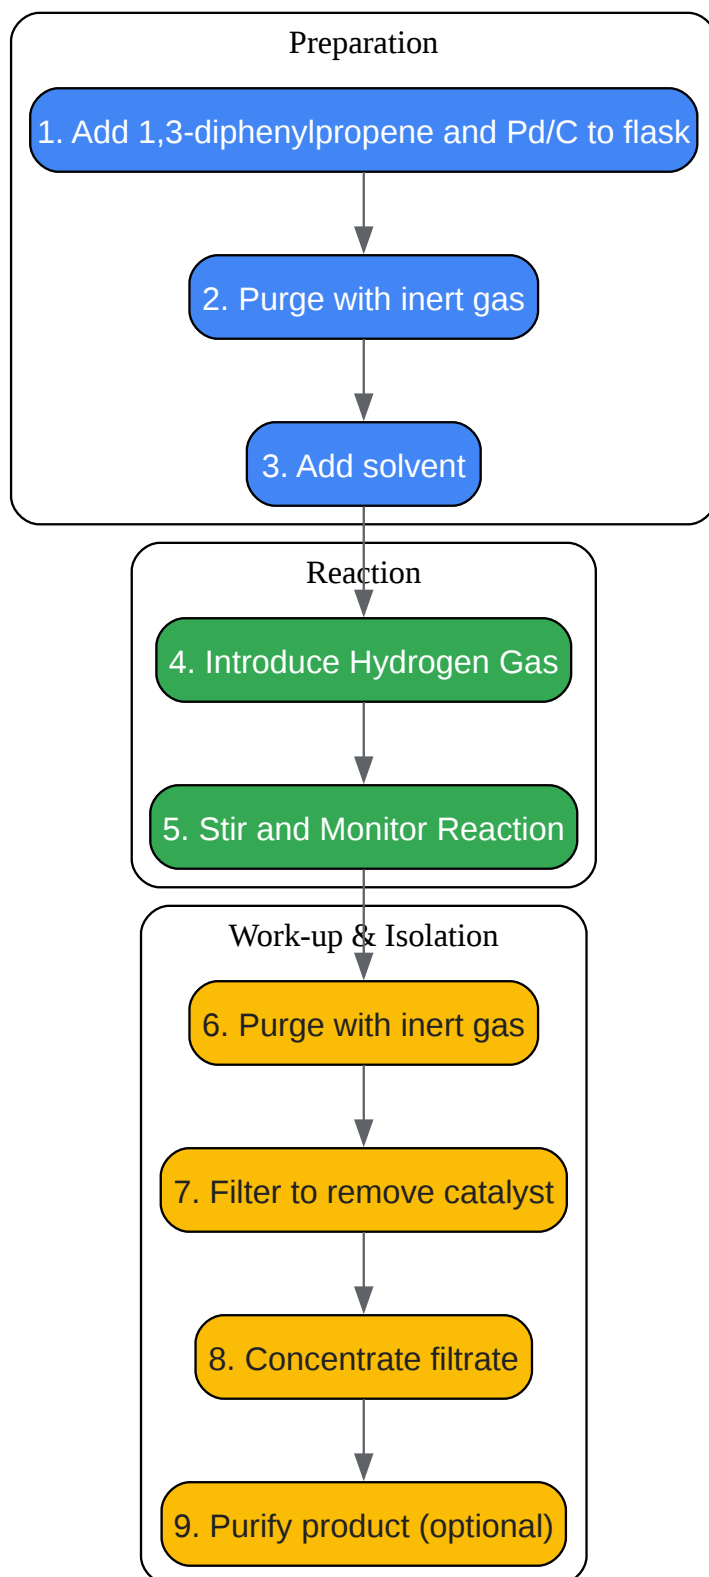 Preparation
1. Add 1,3-diphenylpropene and Pd/C to flask
2. Purge with inert gas
3. Add solvent
Reaction
4. Introduce Hydrogen Gas
5. Stir and Monitor Reaction
Work-up & Isolation
6. Purge with inert gas
7. Filter to remove catalyst
8. Concentrate filtrate
9. Purify product (optional)